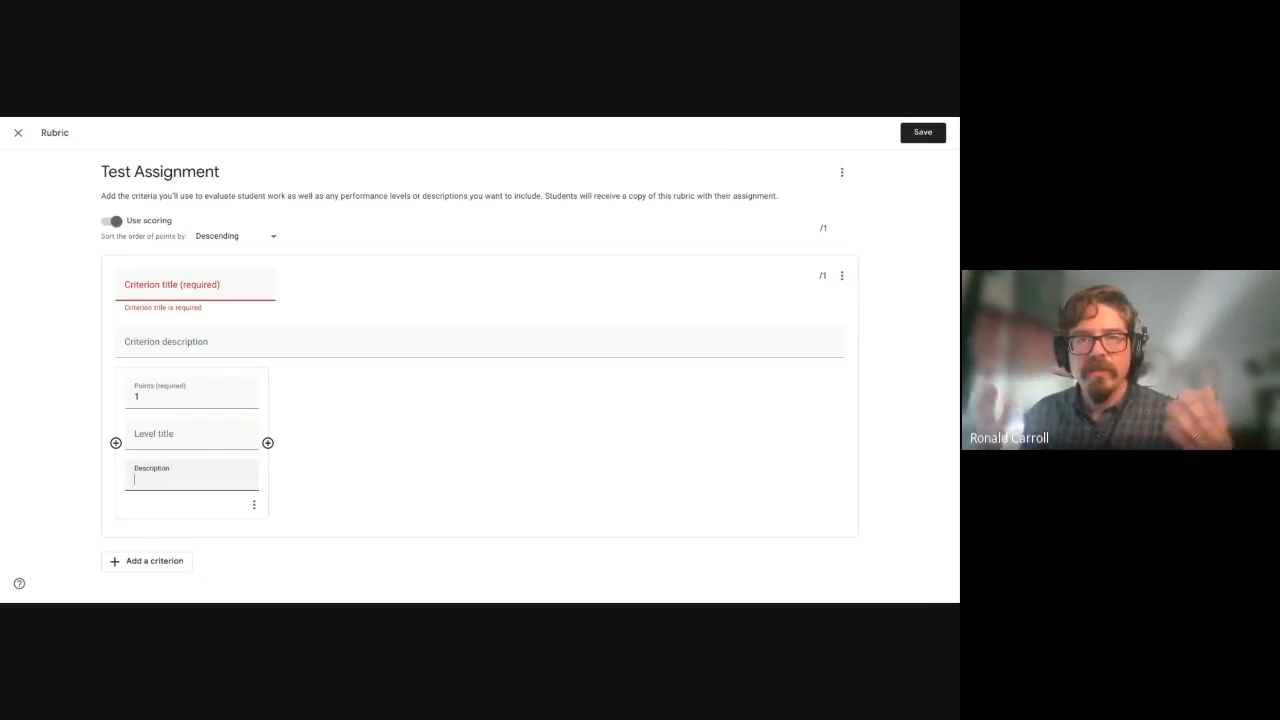 Rubric
Save
Test Assignment
Add the criteria you'll use to evaluate student work as well as any performance levels or descriptions you want to include. Students will receive a copy of this rubric with their assignment.
Use scoring
Sort the order of points by: Descending
/1
Criterion title (required)
/1
Criterion title is required
Criterion description
Points (required)
1
Level title
Description
Add a criterion
Ronald Carroll